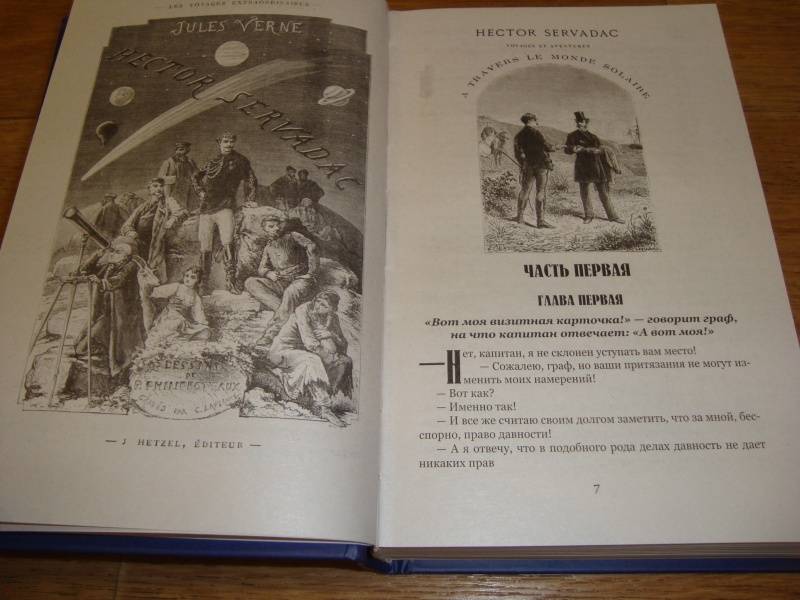 LES VOYAGES EXTRAORDINAIRES
JULES VERNE
HECTOR SERVADAC
DESSINS
DE
P. PHILIPPOTEAUX
— J HETZEL, ÉDITEUR —
HECTOR SERVADAC
VOYAGES ET AVENTURES
A TRAVERS LE MONDE SOLAIRE
ЧАСТЬ ПЕРВАЯ
ГЛАВА ПЕРВАЯ
«Вот моя визитная карточка!» — говорит граф,
на что капитан отвечает: «А вот моя!»
—Нет, капитан, я не склонен уступать вам место!
— Сожалею, граф, но ваши притязания не могут из-
менить моих намерений!
— Вот как?
— Именно так!
— И все же считаю своим долгом заметить, что за мной, бес-
спорно, право давности!
— А я отвечу, что в подобного рода делах давность не дает
никаких прав
7